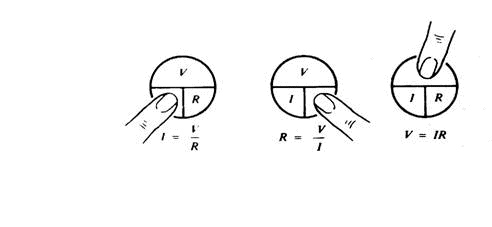 V
R
I = V/R
V
I
R = V/I
I R
V = IR